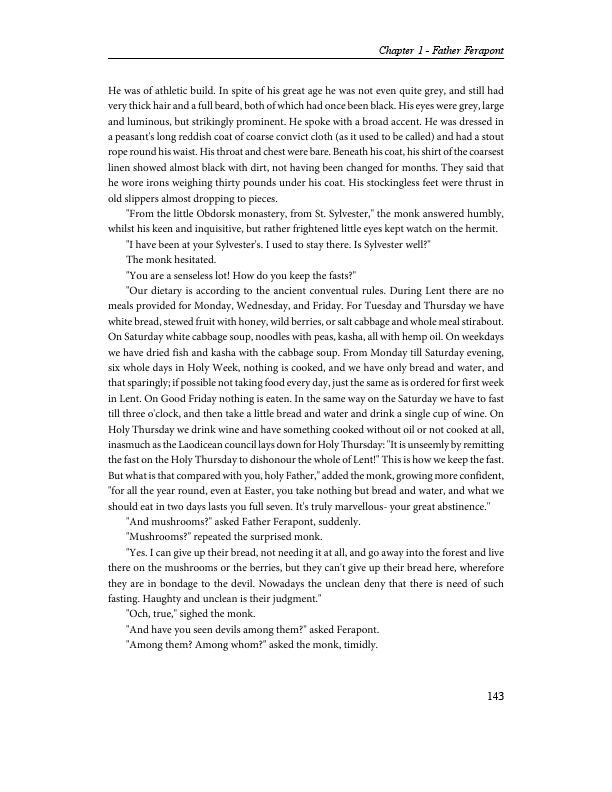 Chapter 1 - Father Ferapont
He was of athletic build. In spite of his great age he was not even quite grey, and still had
very thick hair and a full beard, both of which had once been black. His eyes were grey, large
and luminous, but strikingly prominent. He spoke with a broad accent. He was dressed in
a peasant's long reddish coat of coarse convict cloth (as it used to be called) and had a stout
rope round his waist. His throat and chest were bare. Beneath his coat, his shirt of the coarsest
linen showed almost black with dirt, not having been changed for months. They said that
he wore irons weighing thirty pounds under his coat. His stockingless feet were thrust in
old slippers almost dropping to pieces.
"From the little Obdorsk monastery, from St. Sylvester," the monk answered humbly,
whilst his keen and inquisitive, but rather frightened little eyes kept watch on the hermit.
"I have been at your Sylvester's. I used to stay there. Is Sylvester well?"
The monk hesitated.
"You are a senseless lot! How do you keep the fasts?"
"Our dietary is according to the ancient conventual rules. During Lent there are no
meals provided for Monday, Wednesday, and Friday. For Tuesday and Thursday we have
white bread, stewed fruit with honey, wild berries, or salt cabbage and whole meal stirabout.
On Saturday white cabbage soup, noodles with peas, kasha, all with hemp oil. On weekdays
we have dried fish and kasha with the cabbage soup. From Monday till Saturday evening,
six whole days in Holy Week, nothing is cooked, and we have only bread and water, and
that sparingly; if possible not taking food every day, just the same as is ordered for first week
in Lent. On Good Friday nothing is eaten. In the same way on the Saturday we have to fast
till three o'clock, and then take a little bread and water and drink a single cup of wine. On
Holy Thursday we drink wine and have something cooked without oil or not cooked at all,
inasmuch as the Laodicean council lays down for Holy Thursday: "It is unseemly by remitting
the fast on the Holy Thursday to dishonour the whole of Lent!" This is how we keep the fast.
But what is that compared with you, holy Father," added the monk, growing more confident,
"for all the year round, even at Easter, you take nothing but bread and water, and what we
should eat in two days lasts you full seven. It's truly marvellous- your great abstinence."
"And mushrooms?" asked Father Ferapont, suddenly.
"Mushrooms?" repeated the surprised monk.
"Yes. I can give up their bread, not needing it at all, and go away into the forest and live
there on the mushrooms or the berries, but they can't give up their bread here, wherefore
they are in bondage to the devil. Nowadays the unclean deny that there is need of such
fasting. Haughty and unclean is their judgment."
"Och, true," sighed the monk.
"And have you seen devils among them?" asked Ferapont.
"Among them? Among whom?" asked the monk, timidly.
143